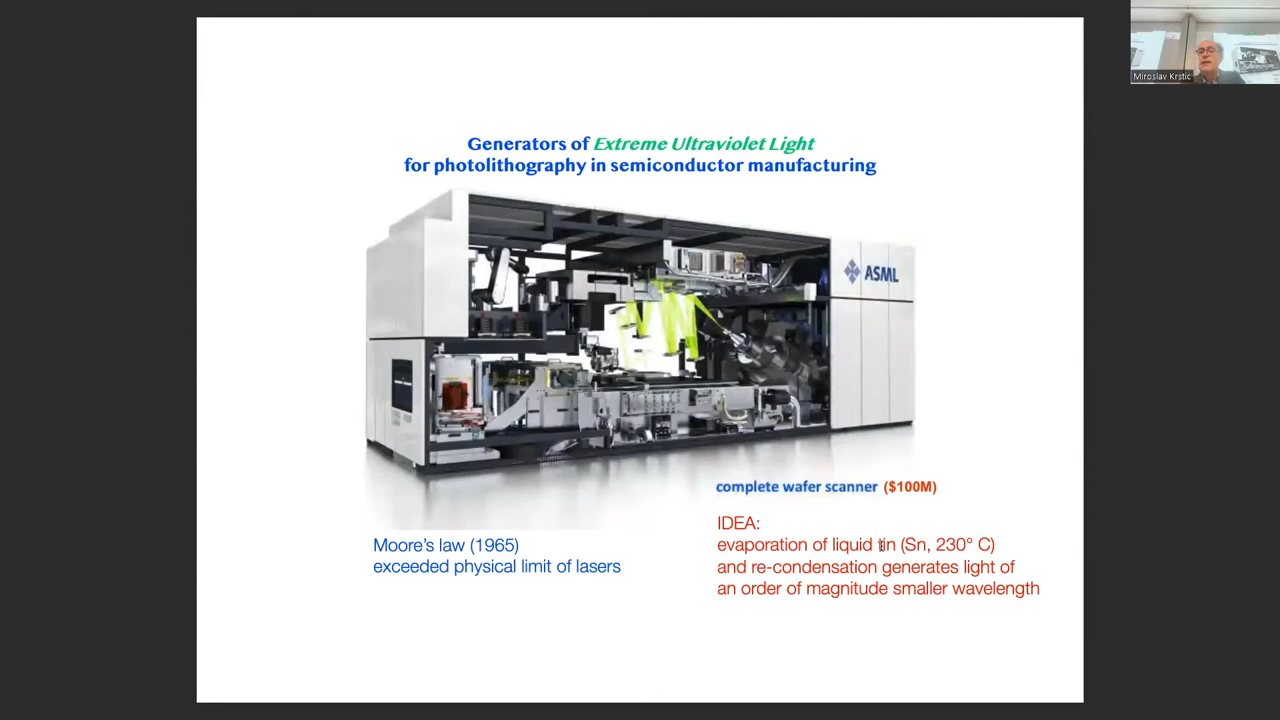 Miroslav Krstic
Generators of Extreme Ultraviolet Light
for photolithography in semiconductor manufacturing
ASML
complete wafer scanner ($100M)
Moore's law (1965)
exceeded physical limit of lasers
IDEA:
evaporation of liquid tin (Sn, 230° C)
and re-condensation generates light of
an order of magnitude smaller wavelength